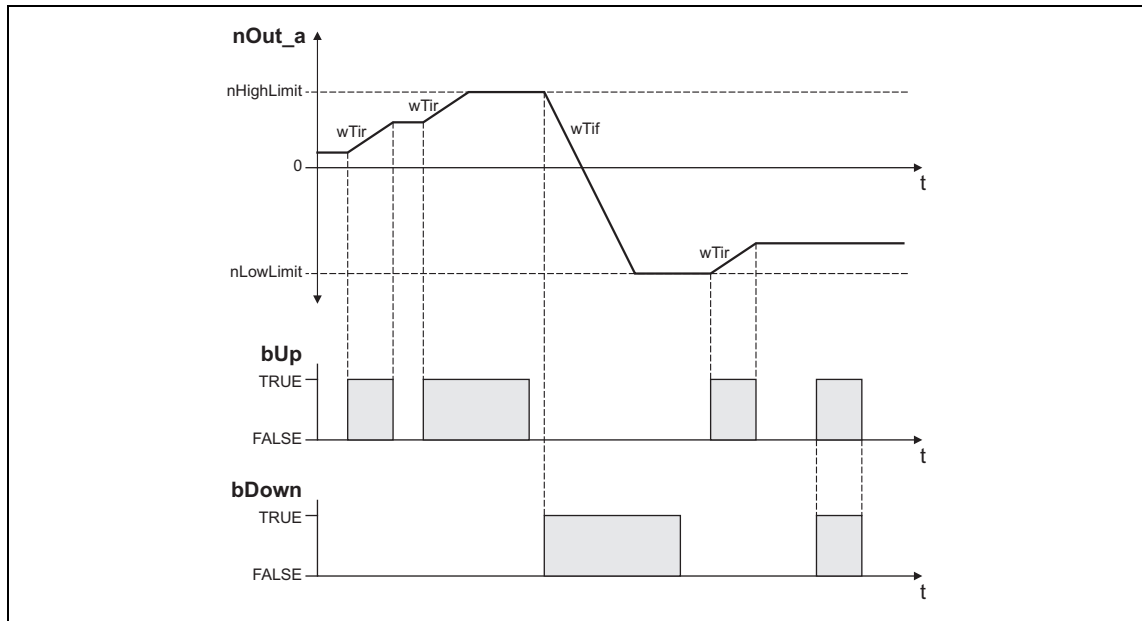 nOut_a
nHighLimit
wTir
wTir
wTif
0
t
wTir
nLowLimit
bUp
TRUE
FALSE
t
bDown
TRUE
FALSE
t